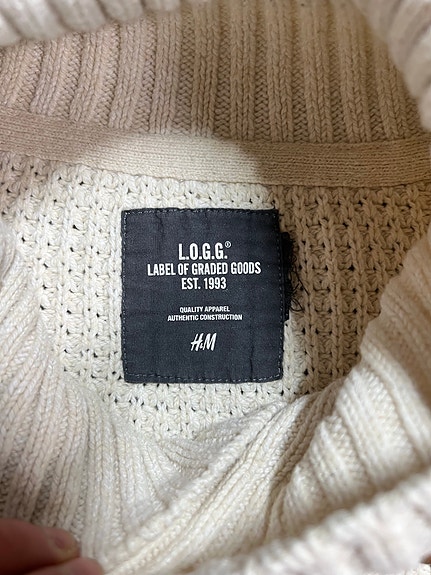 L.O.G.G.®
LABEL OF GRADED GOODS
EST. 1993
QUALITY APPAREL
AUTHENTIC CONSTRUCTION
H&M